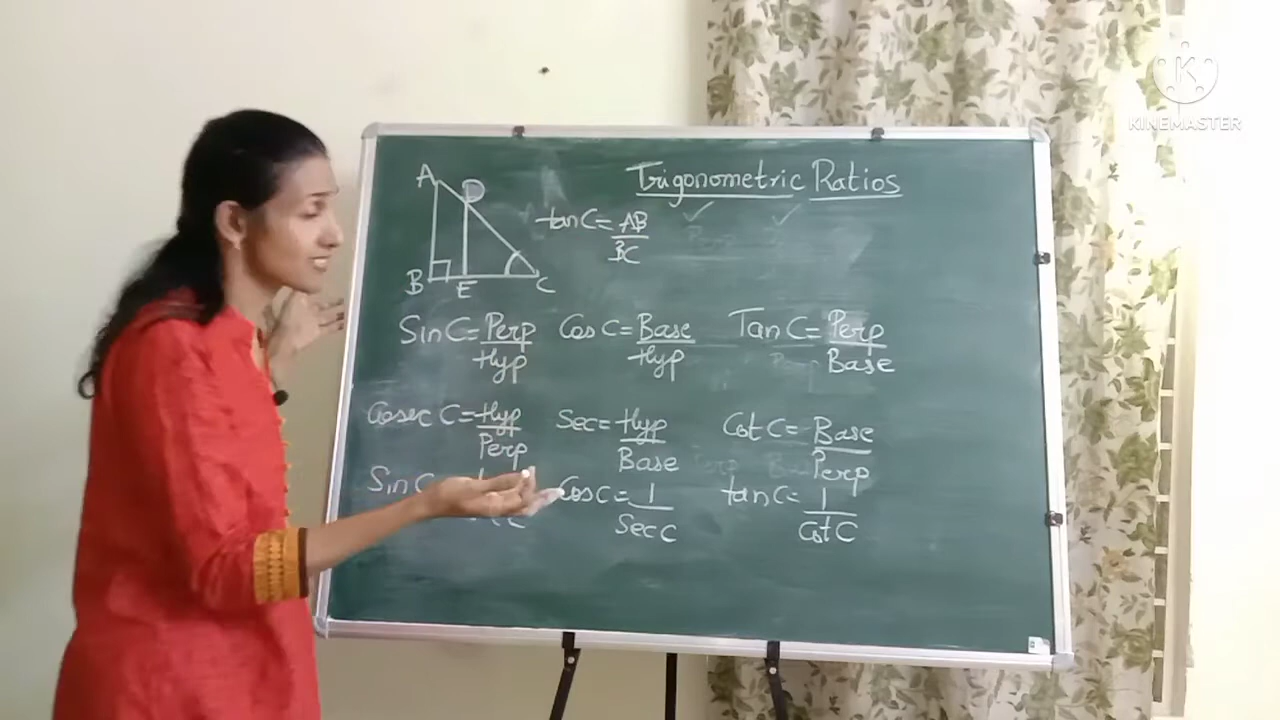 KINEMASTER
Trigonometric Ratios
A
D
tan C = AB
BC
B E C
Sin C = Perp Cos C = Base Tan C = Perp
Hyp Hyp Base
Cosec C = Hyp Sec = Hyp Cot C = Base
Perp Base Perp
Sin C Cos C = 1 tan C = 1
Sec C Cot C